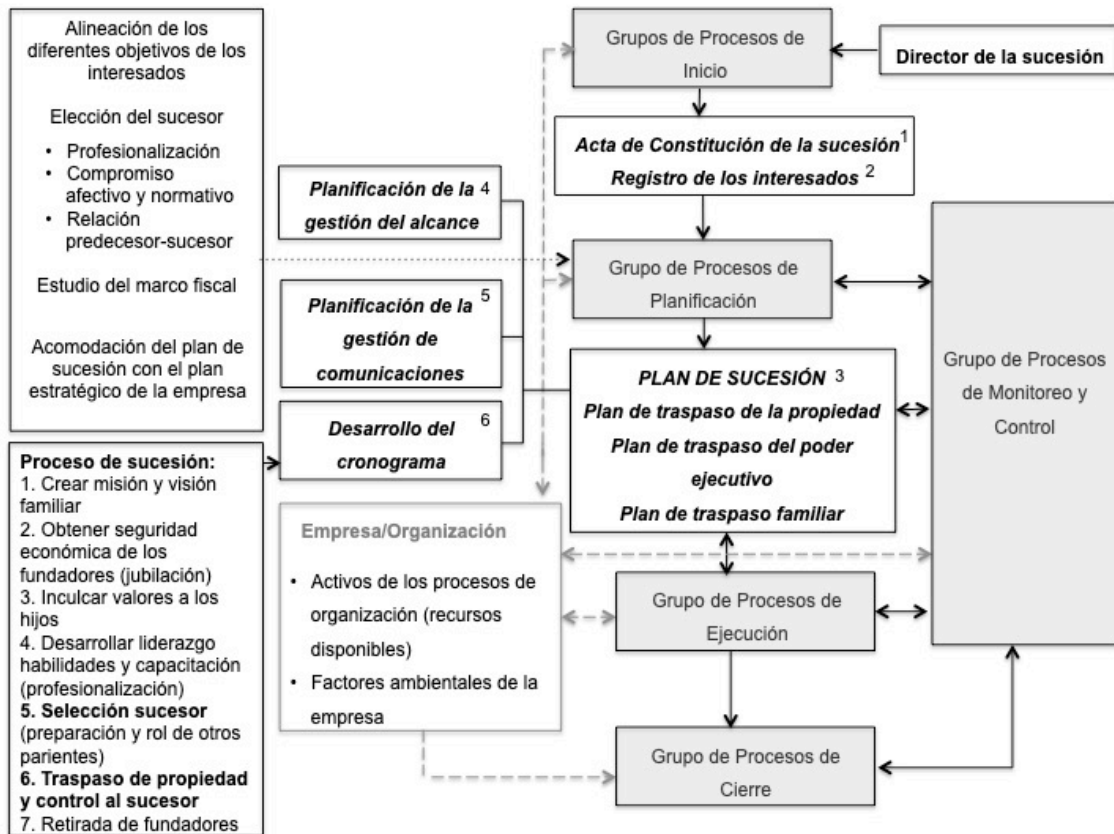 Alineación de los
diferentes objetivos de los
interesados
Elección del sucesor
• Profesionalización
• Compromiso
afectivo y normativo
• Relación
predecesor-sucesor
Estudio del marco fiscal
Acomodación del plan de
sucesión con el plan
estratégico de la empresa
Proceso de sucesión:
1. Crear misión y visión
familiar
2. Obtener seguridad
económica de los
fundadores (jubilación)
3. Inculcar valores a los
hijos
4. Desarrollar liderazgo
habilidades y capacitación
(profesionalización)
5. Selección sucesor
(preparación y rol de otros
parientes)
6. Traspaso de propiedad
y control al sucesor
7. Retirada de fundadores
Planificación de la 4
gestión del alcance
Planificación de la 5
gestión de
comunicaciones
Desarrollo del 6
cronograma
Empresa/Organización
• Activos de los procesos de
organización (recursos
disponibles)
• Factores ambientales de la
empresa
Grupos de Procesos de
Inicio
Director de la sucesión
Acta de Constitución de la sucesión 1
Registro de los interesados 2
Grupo de Procesos de
Planificación
PLAN DE SUCESIÓN 3
Plan de traspaso de la propiedad
Plan de traspaso del poder
ejecutivo
Plan de traspaso familiar
Grupo de Procesos de
Ejecución
Grupo de Procesos de
Cierre
Grupo de Procesos
de Monitoreo y
Control